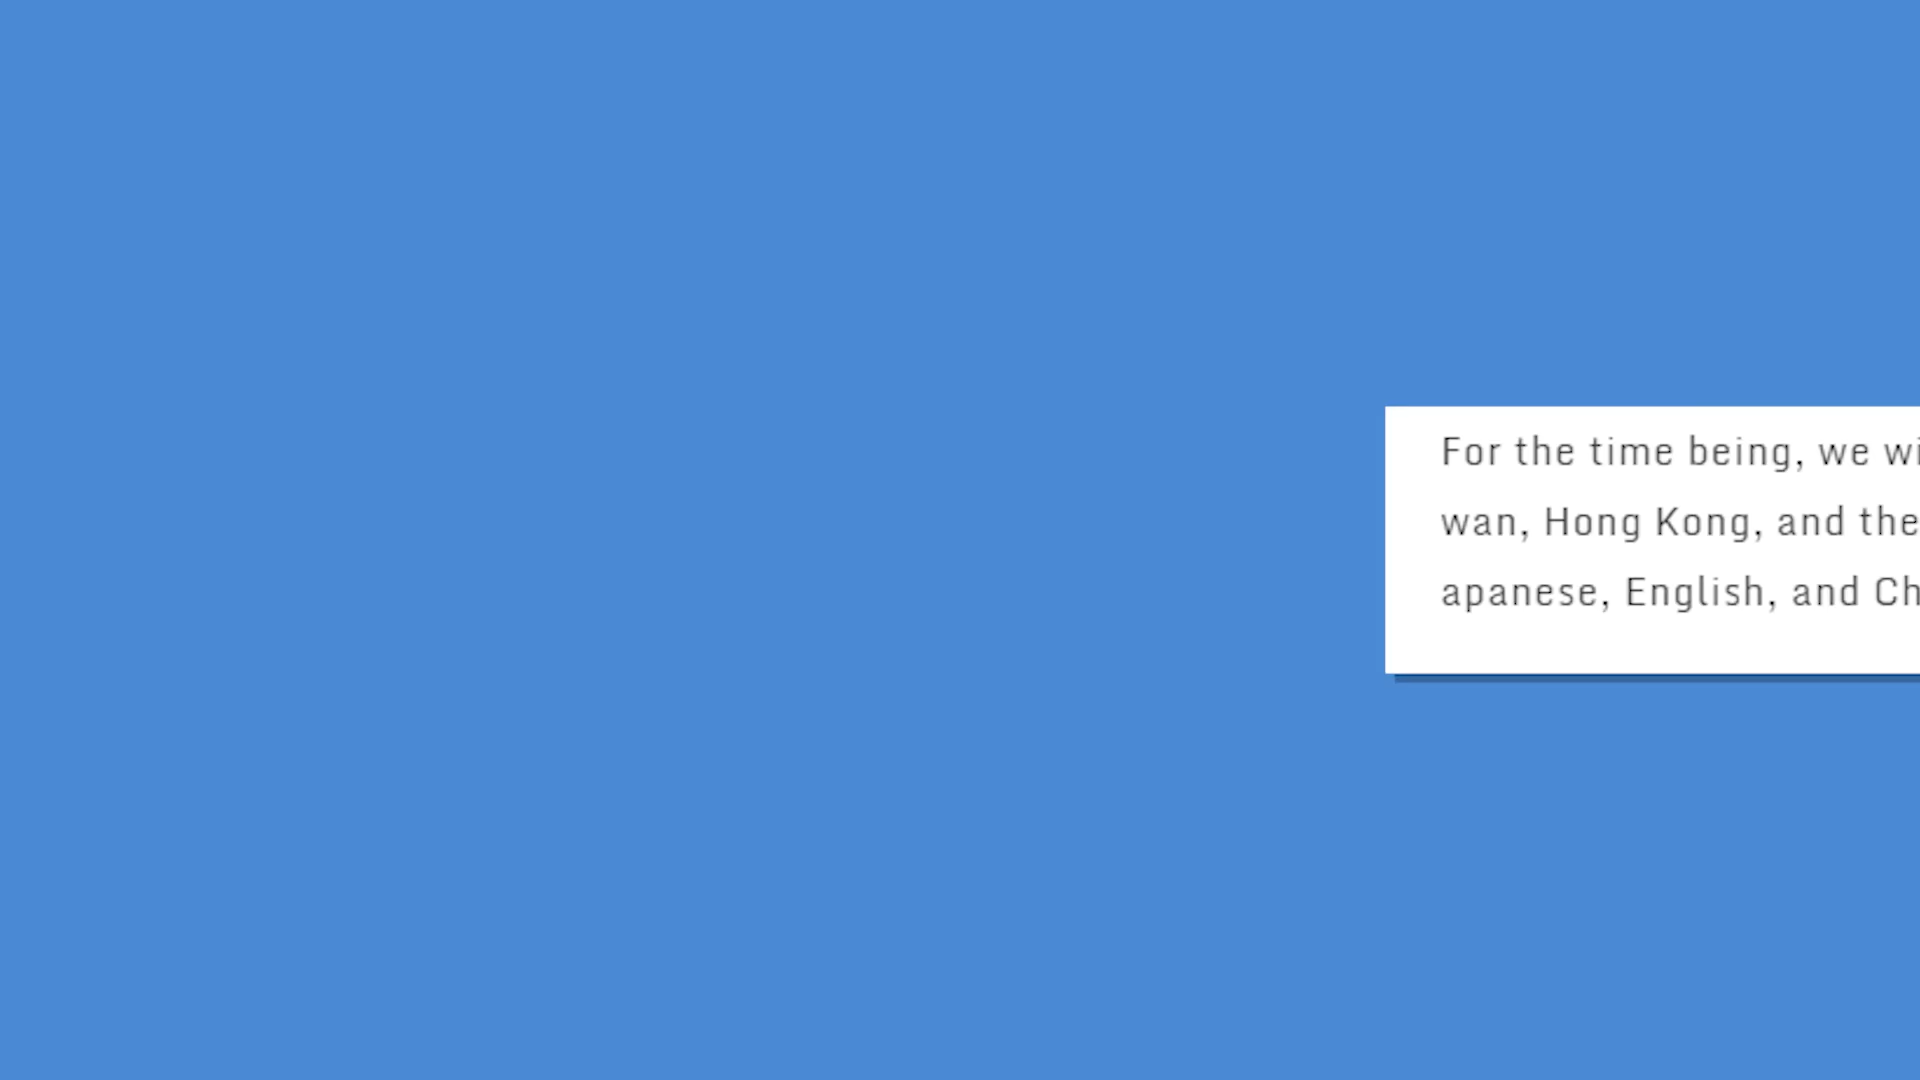 For the time being, we wi
wan, Hong Kong, and the
apanese, English, and Ch